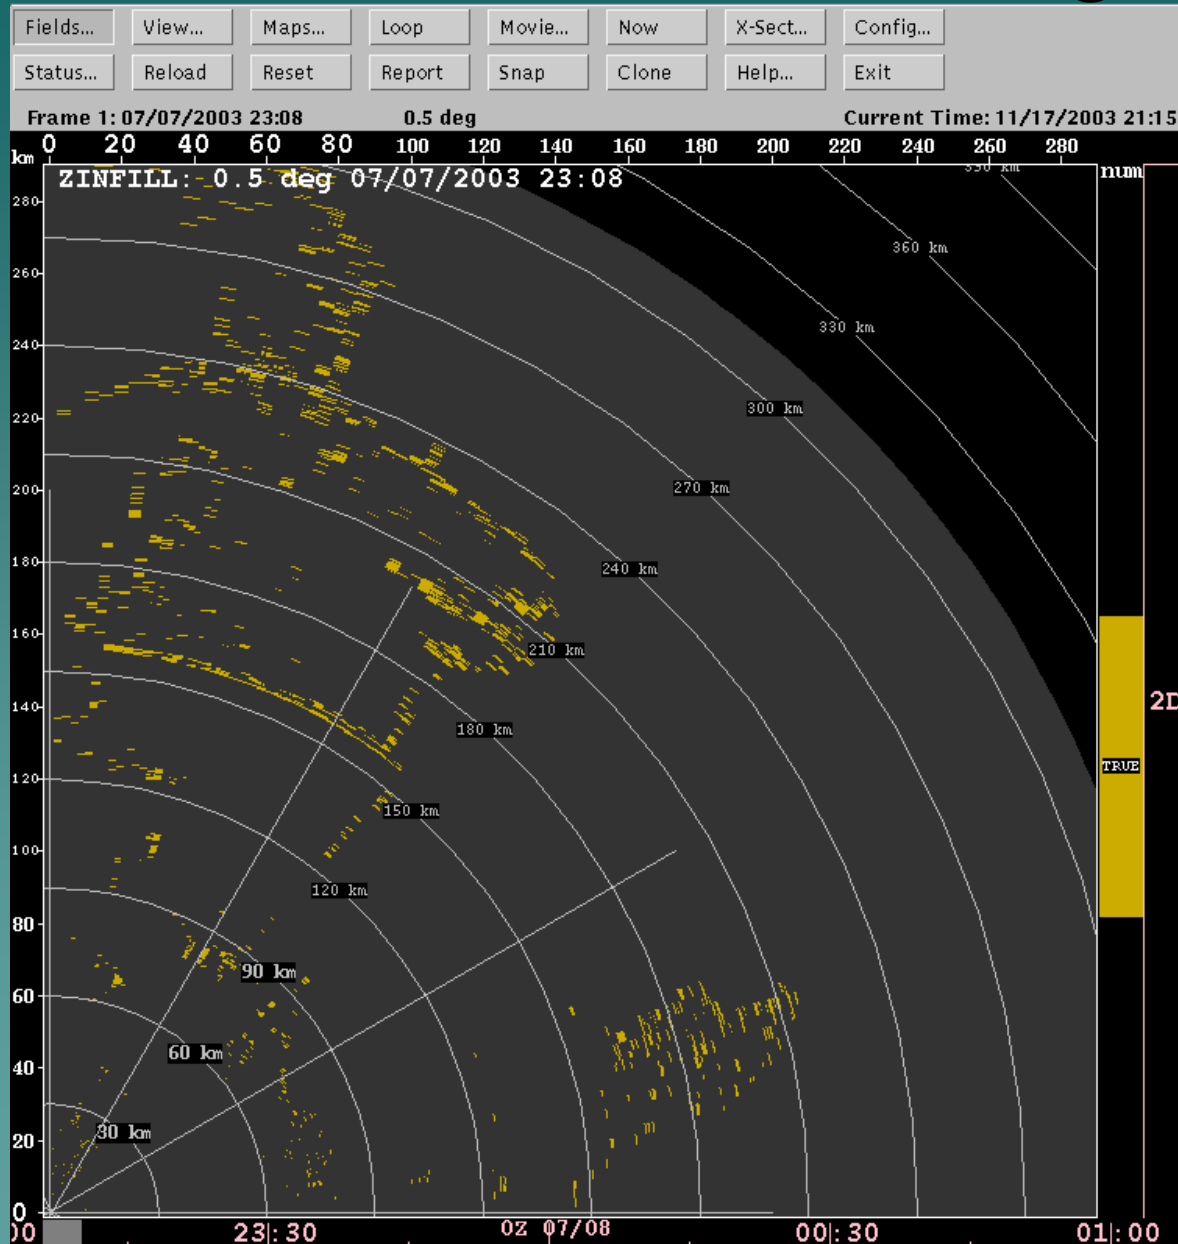 Fields... View... Maps... Loop Movie... Now X-Sect... Config...
Status... Reload Reset Report Snap Clone Help... Exit
Frame 1: 07/07/2003 23:08 0.5 deg Current Time: 11/17/2003 21:15
km 0 20 40 60 80 100 120 140 160 180 200 220 240 260 280
ZINFILL: 0.5 deg 07/07/2003 23:08 num
280
360 km
260
330 km
240
300 km
220
270 km
200
240 km
180
160
210 km
140 2D
180 km
TRUE
120
150 km
100
120 km
80
90 km
60
60 km
40
30 km
20
0
00 23:30 0Z 07/08 00:30 01:00